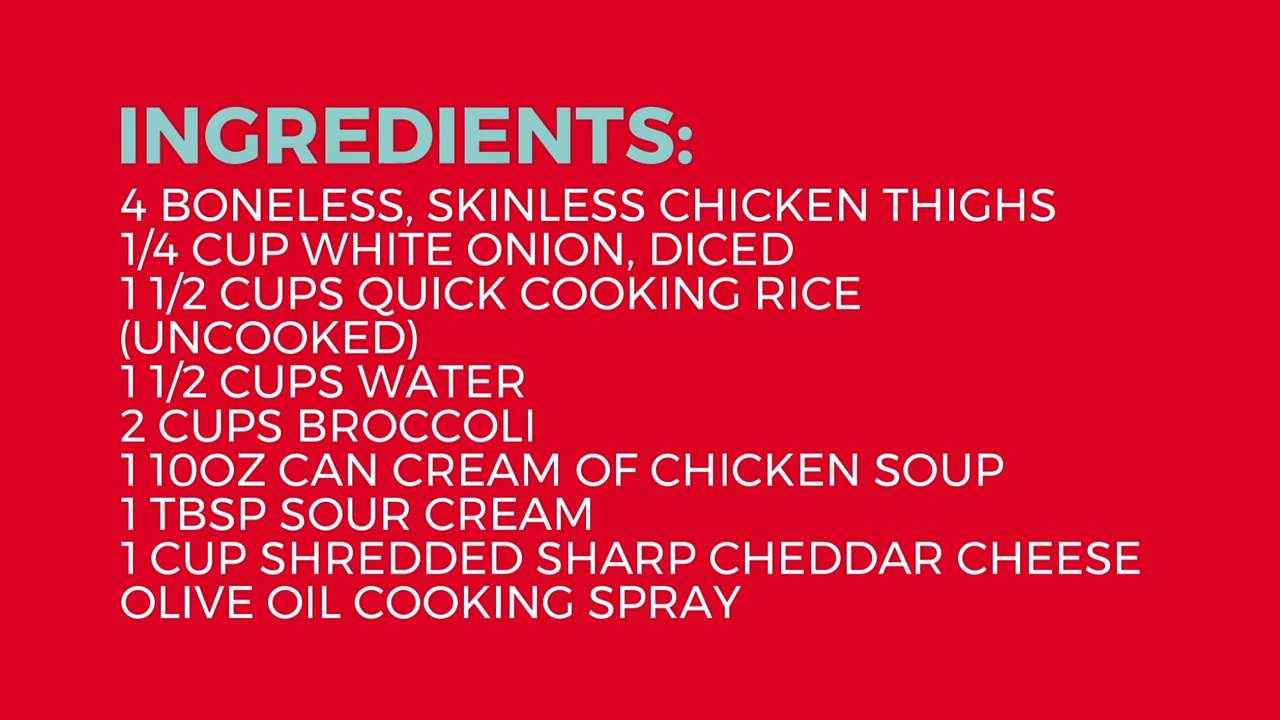 INGREDIENTS:
4 BONELESS, SKINLESS CHICKEN THIGHS
1/4 CUP WHITE ONION, DICED
1 1/2 CUPS QUICK COOKING RICE
(UNCOOKED)
1 1/2 CUPS WATER
2 CUPS BROCCOLI
1 10OZ CAN CREAM OF CHICKEN SOUP
1 TBSP SOUR CREAM
1 CUP SHREDDED SHARP CHEDDAR CHEESE
OLIVE OIL COOKING SPRAY